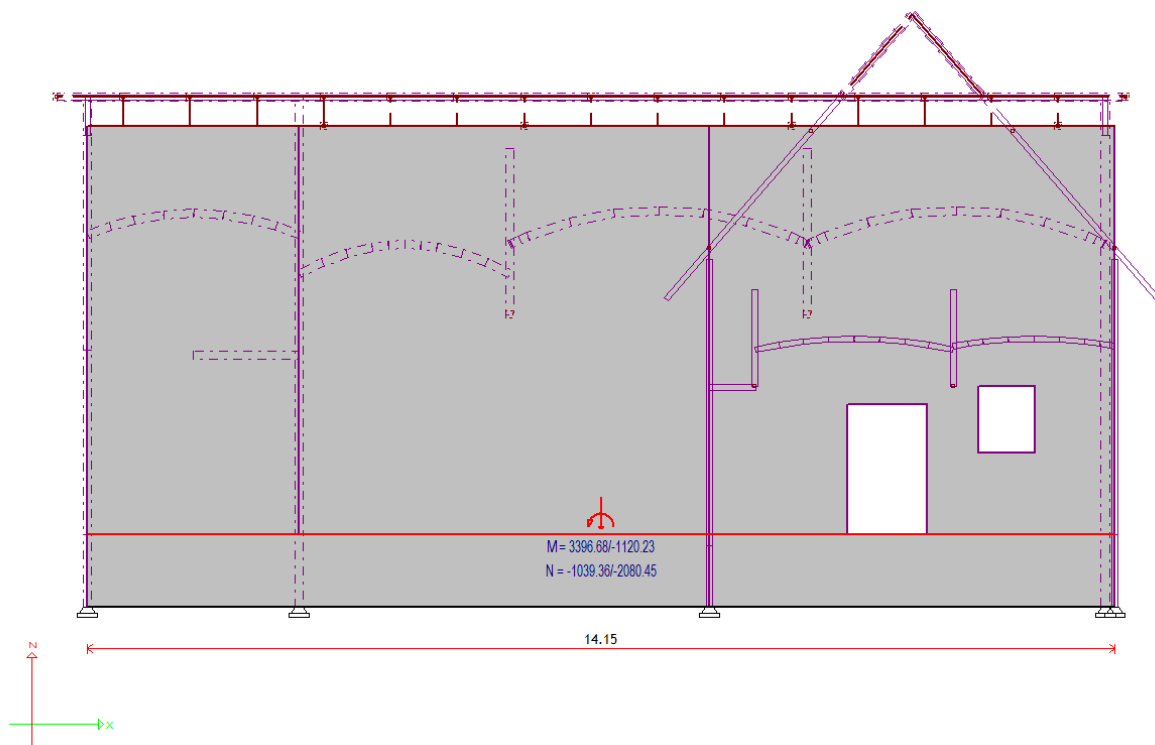 M = 3396.68/-1120.23
N = -1039.36/-2080.45
14.15
z
x